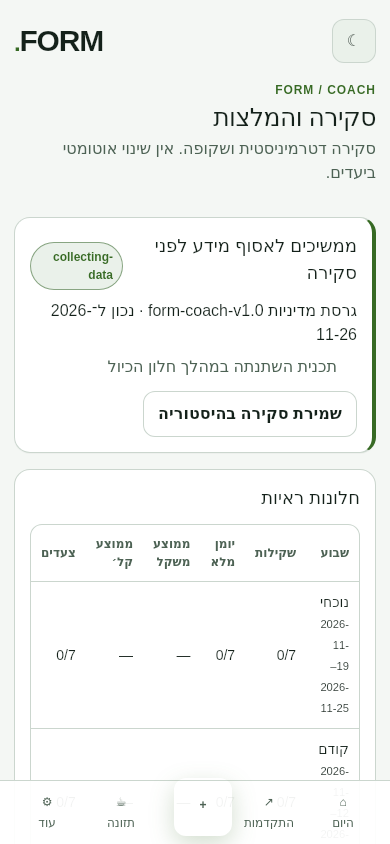 FORM.
☾
FORM / COACH
סקירה והמלצות
סקירה דטרמיניסטית ושקופה. אין שינוי אוטומטי
ביעדים.
ממשיכים לאסוף מידע לפני
סקירה
collecting-
data
גרסת מדיניות form-coach-v1.0 · נכון ל־2026-
11-26
תכנית השתנתה במהלך חלון הכיול
שמירת סקירה בהיסטוריה
חלונות ראיות
שבוע שקילות יומן מלא ממוצע משקל ממוצע קל׳ צעדים
נוכחי
2026-
11-
19–
2026-
11-25
0/7 0/7 — — 0/7
קודם
2026-
היום
התקדמות
+
תזונה
עוד